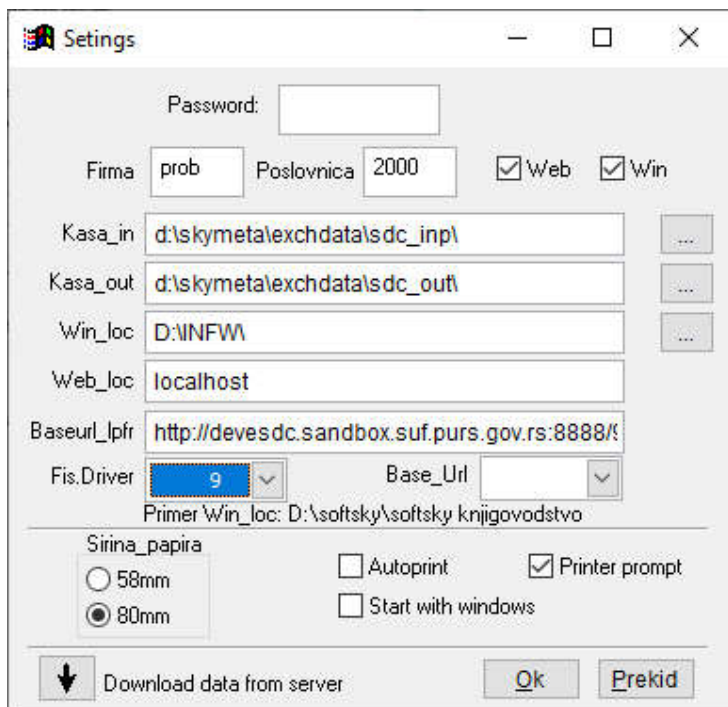 Setings
Password:
Firma prob Poslovnica 2000 Web Win
Kasa_in d:\skymeta\exchdata\sdc_inp\ ...
Kasa_out d:\skymeta\exchdata\sdc_out\ ...
Win_loc D:\INFW\ ...
Web_loc localhost
Baseurl_lpfr http://devesdc.sandbox.suf.purs.gov.rs:8888/9
Fis.Driver 9 Base_Url
Primer Win_loc: D:\softsky\softsky knjigovodstvo
Sirina_papira
58mm Autoprint Printer prompt
80mm Start with windows
Download data from server Ok Prekid